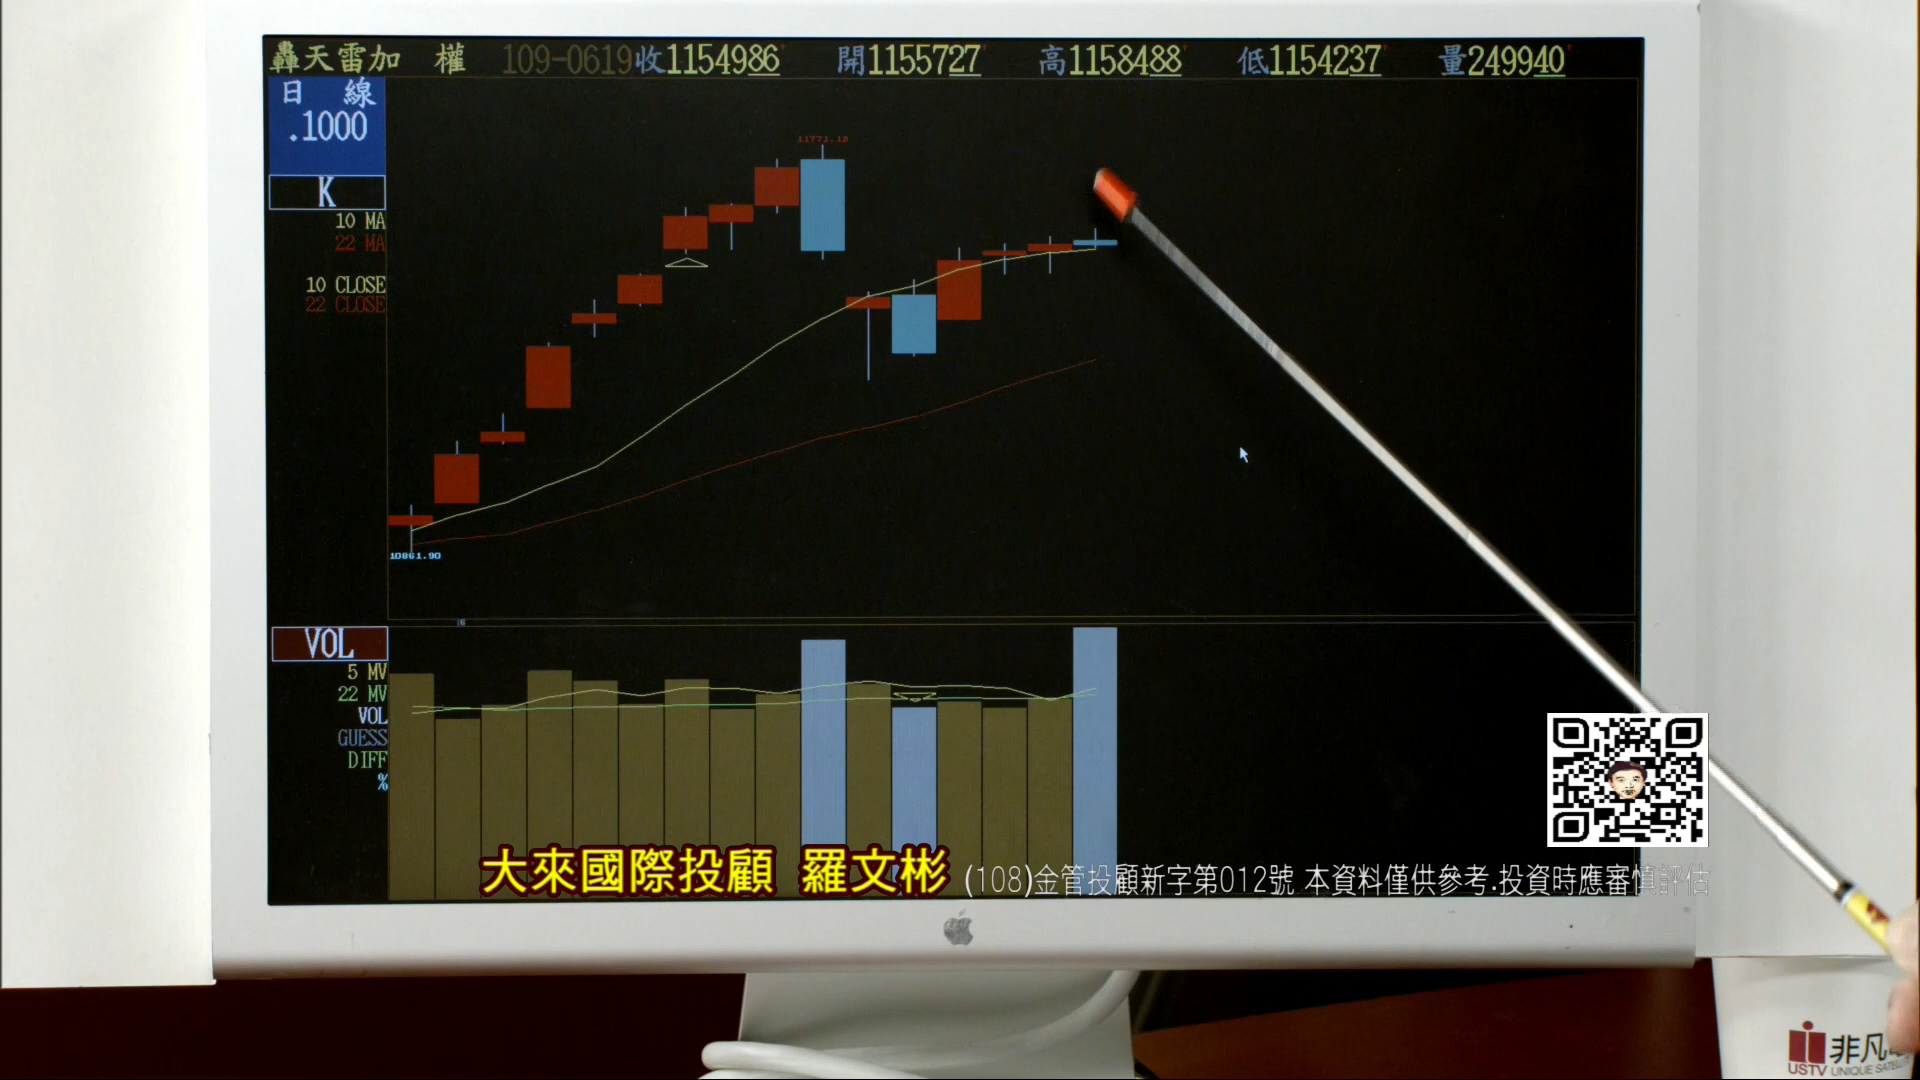 轟天雷加 權 109-0619收1154986 開1155727 高1158488 低1154237 量249940
日 線
.1000
K
10 MA
22 MA
10 CLOSE
22 CLOSE
11773.18
10861.90
VOL
5 MV
22 MV
VOL
GUESS
DIFF
%
大來國際投顧 羅文彬 (108)金管投顧新字第012號 本資料僅供參考.投資時應審慎評估
非凡
USTV UNIQUE